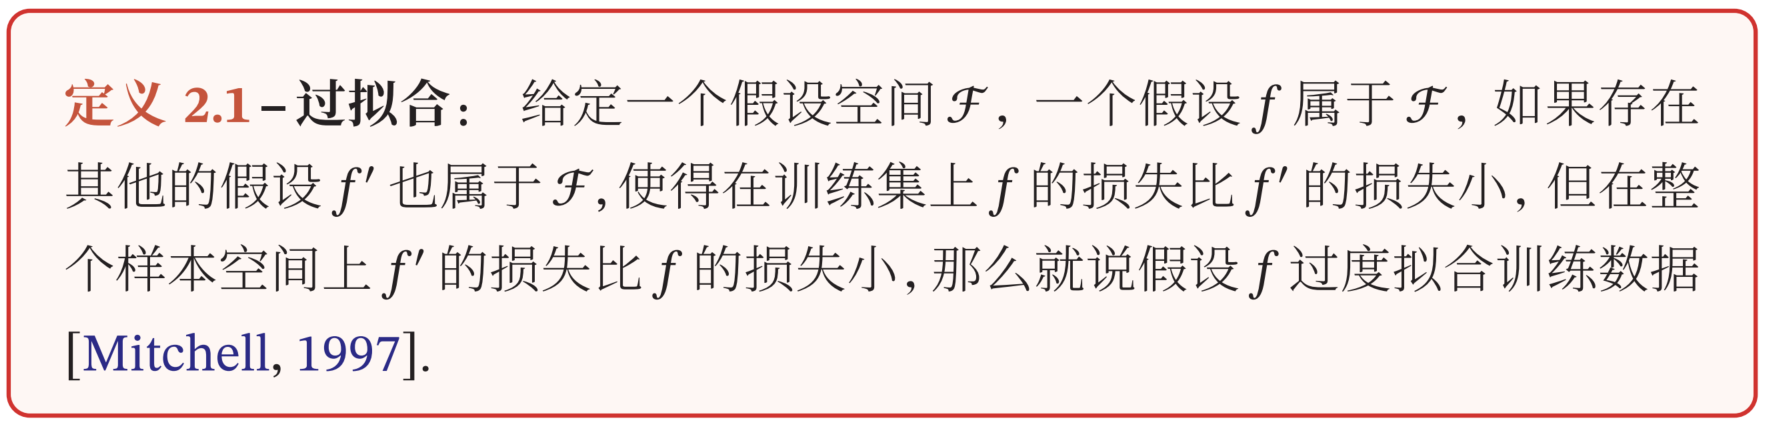 定义 2.1–过拟合： 给定一个假设空间ℱ，一个假设 f 属于ℱ，如果存在
其他的假设 f′ 也属于ℱ,使得在训练集上 f 的损失比 f′ 的损失小，但在整
个样本空间上 f′ 的损失比 f 的损失小，那么就说假设 f 过度拟合训练数据
[Mitchell, 1997].